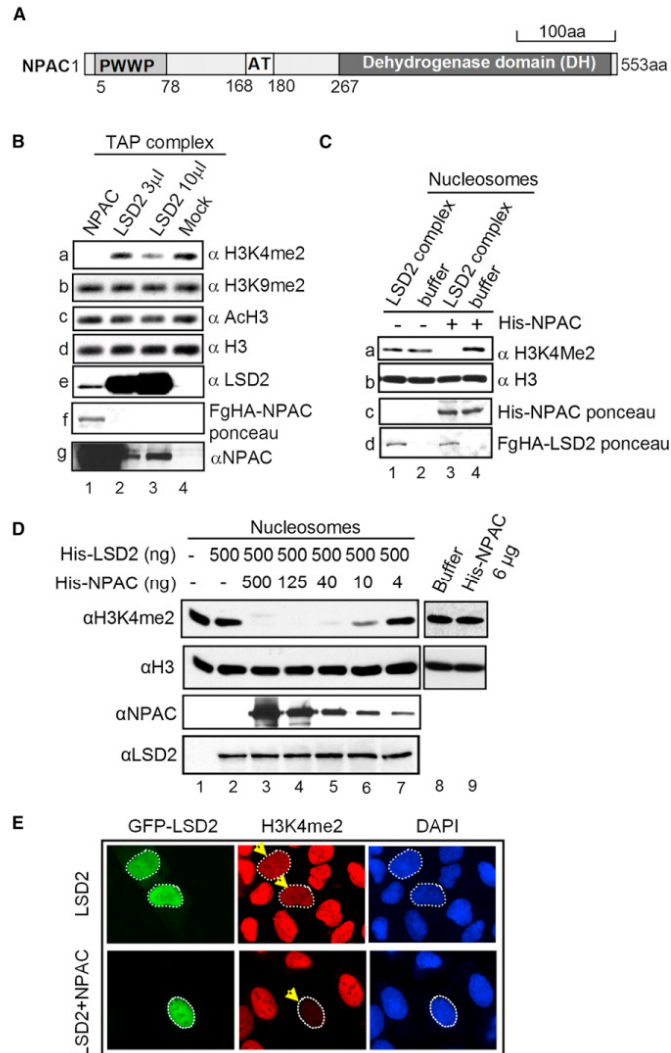 A
100aa
NPAC 1 PWWP AT Dehydrogenase domain (DH) 553aa
5 78 168 180 267
B
TAP complex
NPAC LSD2 3µl LSD2 10µl Mock
a α H3K4me2
b α H3K9me2
c α AcH3
d α H3
e α LSD2
f FgHA-NPAC
ponceau
g αNPAC
1 2 3 4
C
Nucleosomes
LSD2 complex buffer LSD2 complex buffer
- - + + His-NPAC
a α H3K4Me2
b α H3
c His-NPAC ponceau
d FgHA-LSD2 ponceau
1 2 3 4
D
Nucleosomes
His-LSD2 (ng) - 500 500 500 500 500 500
His-NPAC (ng) - - 500 125 40 10 4 Buffer His-NPAC 6 µg
αH3K4me2
αH3
αNPAC
αLSD2
1 2 3 4 5 6 7 8 9
E
GFP-LSD2 H3K4me2 DAPI
LSD2
LSD2+NPAC